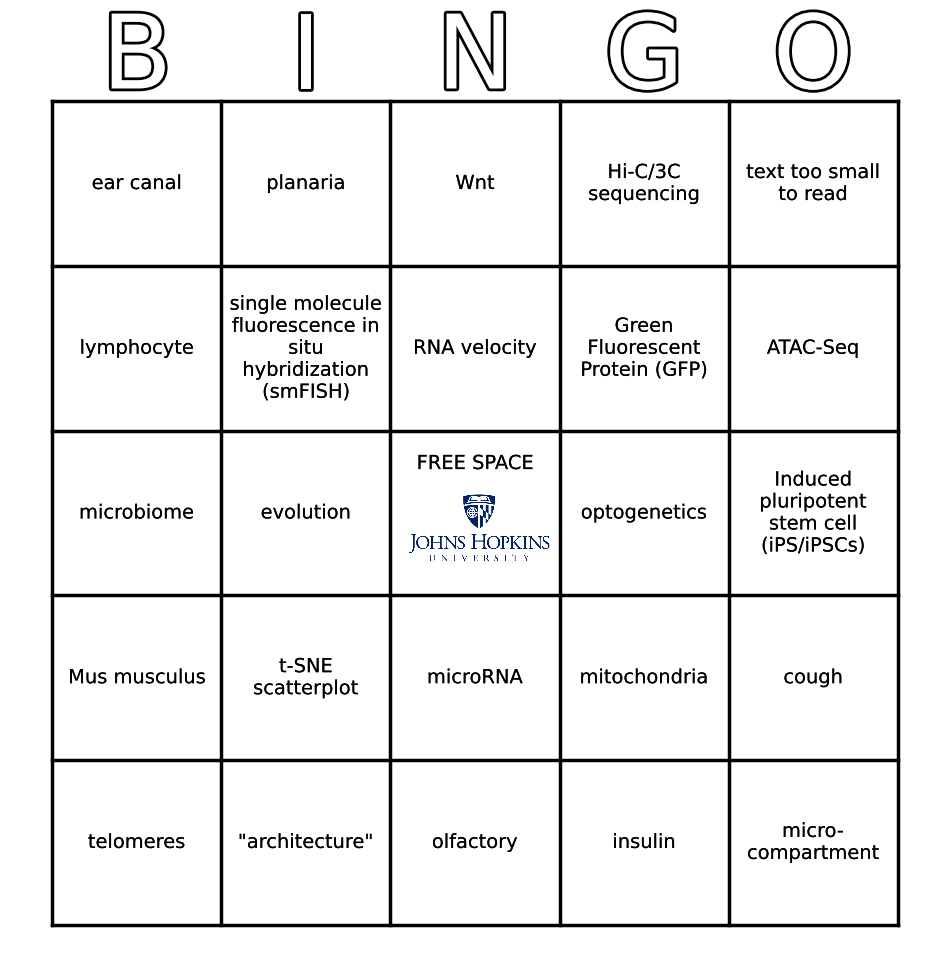 B I N G O
ear canal
planaria
Wnt
Hi-C/3C
sequencing
text too small
to read
lymphocyte
single molecule
fluorescence in
situ
hybridization
(smFISH)
RNA velocity
Green
Fluorescent
Protein (GFP)
ATAC-Seq
microbiome
evolution
FREE SPACE
JOHNS HOPKINS
UNIVERSITY
optogenetics
Induced
pluripotent
stem cell
(iPS/iPSCs)
Mus musculus
t-SNE
scatterplot
microRNA
mitochondria
cough
telomeres
"architecture"
olfactory
insulin
micro-
compartment